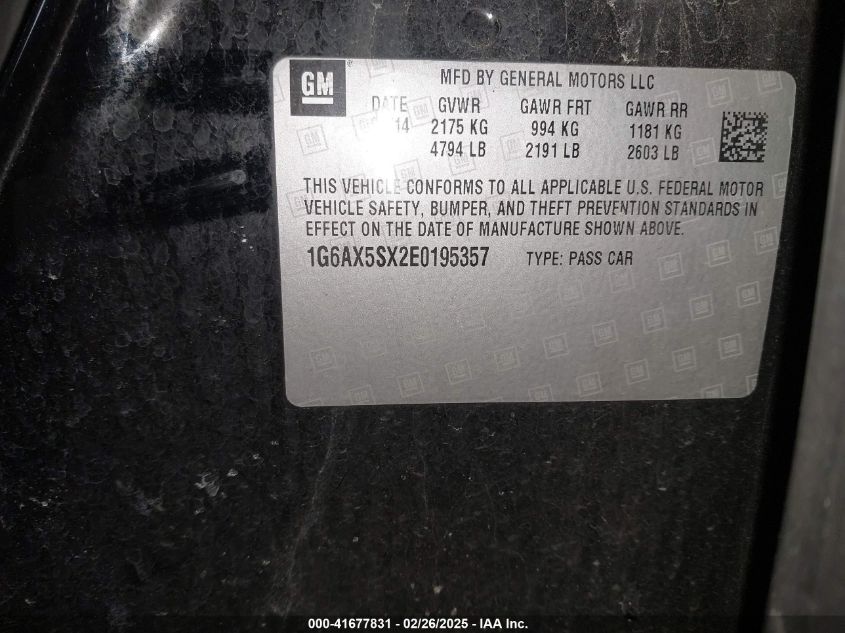 GM ® MFD BY GENERAL MOTORS LLC
DATE GVWR GAWR FRT GAWR RR
14 2175 KG 994 KG 1181 KG
4794 LB 2191 LB 2603 LB
THIS VEHICLE CONFORMS TO ALL APPLICABLE U.S. FEDERAL MOTOR
VEHICLE SAFETY, BUMPER, AND THEFT PREVENTION STANDARDS IN
EFFECT ON THE DATE OF MANUFACTURE SHOWN ABOVE.
1G6AX5SX2E0195357 TYPE: PASS CAR
000-41677831 - 02/26/2025 - IAA Inc.